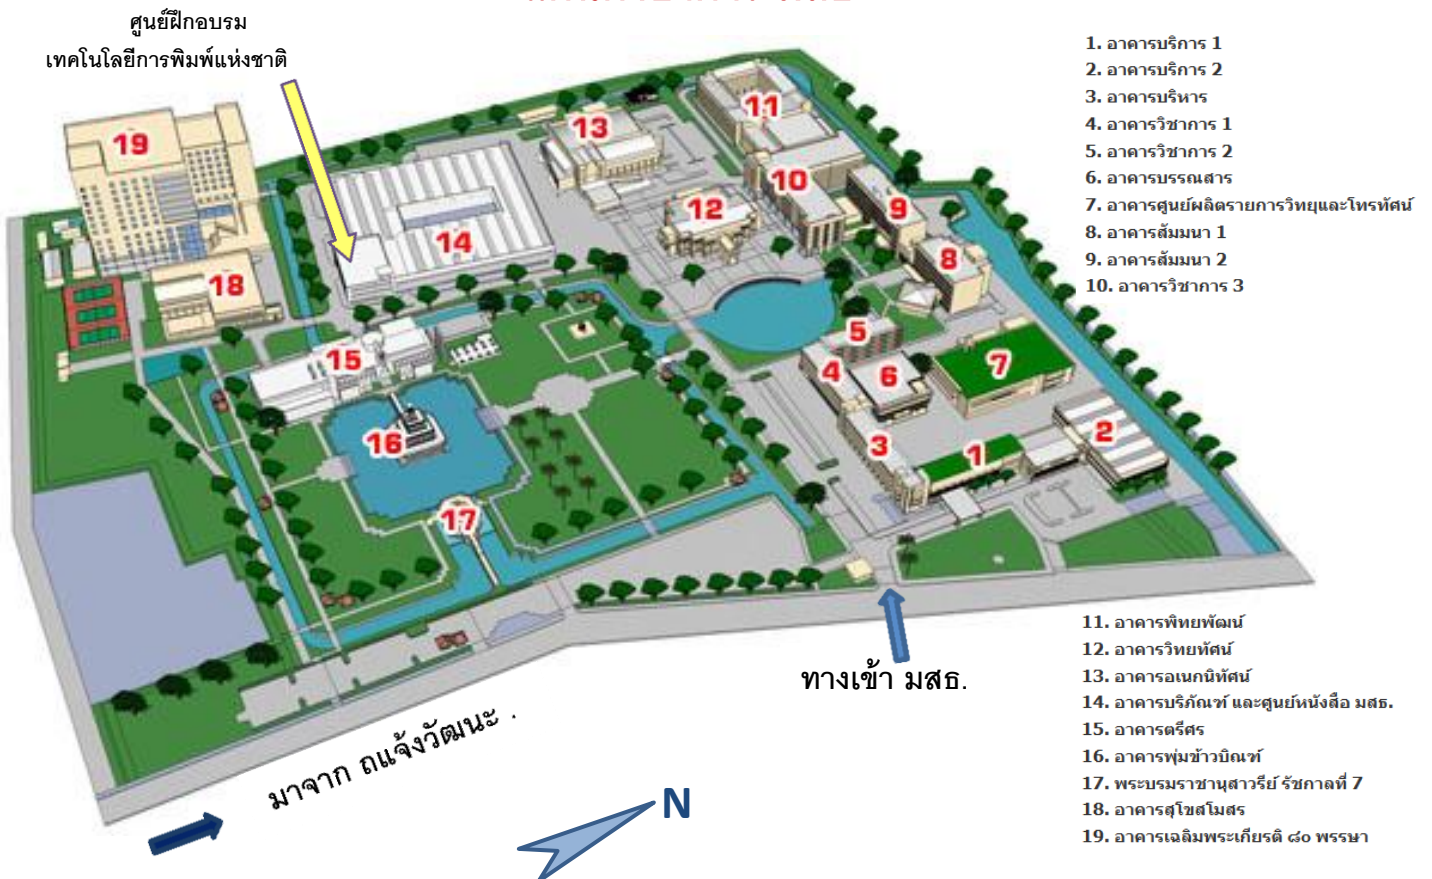 ศูนย์ฝึกอบรม
เทคโนโลยีการพิมพ์แห่งชาติ
1. อาคารบริการ 1
2. อาคารบริการ 2
3. อาคารบริหาร
4. อาคารวิชาการ 1
5. อาคารวิชาการ 2
6. อาคารบรรณสาร
7. อาคารศูนย์ผลิตรายการวิทยุและโทรทัศน์
8. อาคารสัมมนา 1
9. อาคารสัมมนา 2
10. อาคารวิชาการ 3
19
18
13
11
14
12
10
9
8
15
5
4
6
7
16
3
1
2
17
ทางเข้า มสธ.
มาจาก ถแจ้งวัฒนะ .
N
11. อาคารพิทยพัฒน์
12. อาคารวิทยทัศน์
13. อาคารอเนกนิทัศน์
14. อาคารบริภัณฑ์ และศูนย์หนังสือ มสธ.
15. อาคารตรีศร
16. อาคารพุ่มข้าวบิณฑ์
17. พระบรมราชานุสาวรีย์ รัชกาลที่ 7
18. อาคารสุโขสโมสร
19. อาคารเฉลิมพระเกียรติ ๘๐ พรรษา